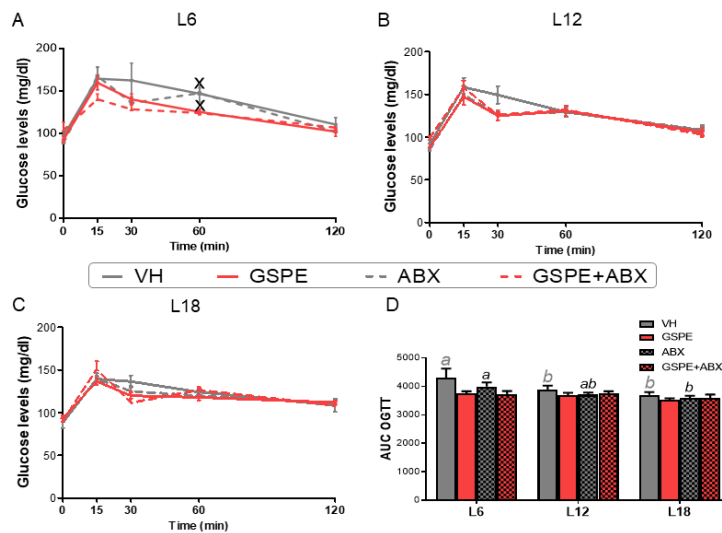 A
L6
Glucose levels (mg/dl)
200
150
100
50
0
X
X
0 15 30 60 120
Time (min)
B
L12
Glucose levels (mg/dl)
200
150
100
50
0
0 15 30 60 120
Time (min)
VH GSPE ABX GSPE+ABX
C
L18
Glucose levels (mg/dl)
200
150
100
50
0
0 15 30 60 120
Time (min)
D
VH
GSPE
ABX
GSPE+ABX
AUC OGTT
5000
4000
3000
2000
1000
0
a a b ab b b
L6 L12 L18